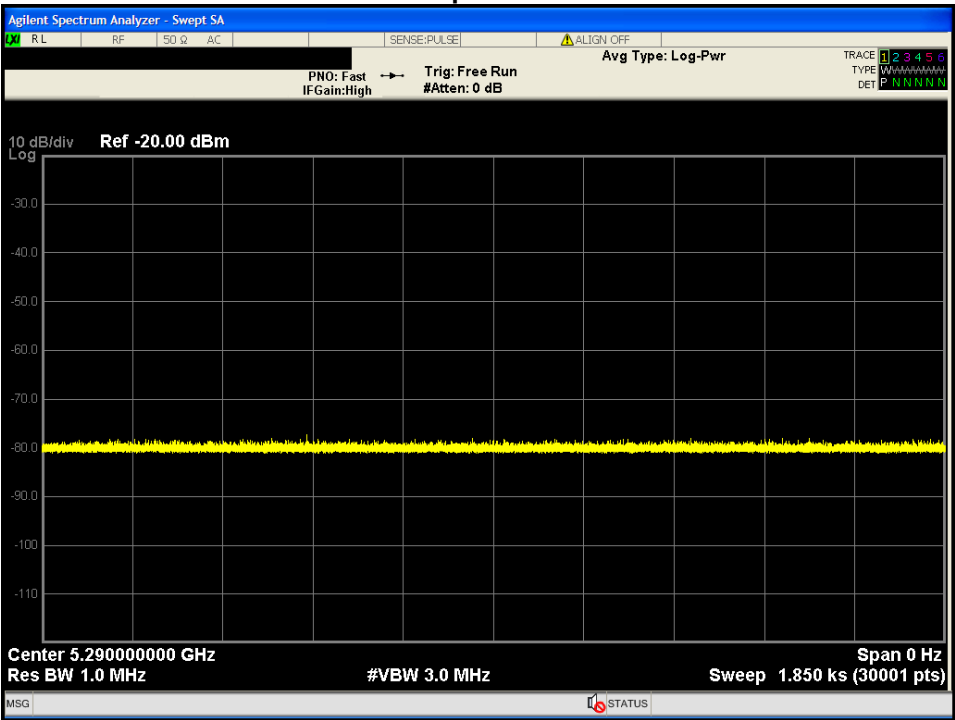 Agilent Spectrum Analyzer - Swept SA
LXI RL RF 50 Ω AC SENSE:PULSE ALIGN OFF
Avg Type: Log-Pwr
TRACE 1 2 3 4 5 6
PNO: Fast Trig: Free Run
TYPE
IFGain:High #Atten: 0 dB
DET P N N N N N
10 dB/div Ref -20.00 dBm
Log
-30.0
-40.0
-50.0
-60.0
-70.0
-80.0
-90.0
-100
-110
Center 5.290000000 GHz Span 0 Hz
Res BW 1.0 MHz #VBW 3.0 MHz Sweep 1.850 ks (30001 pts)
MSG STATUS